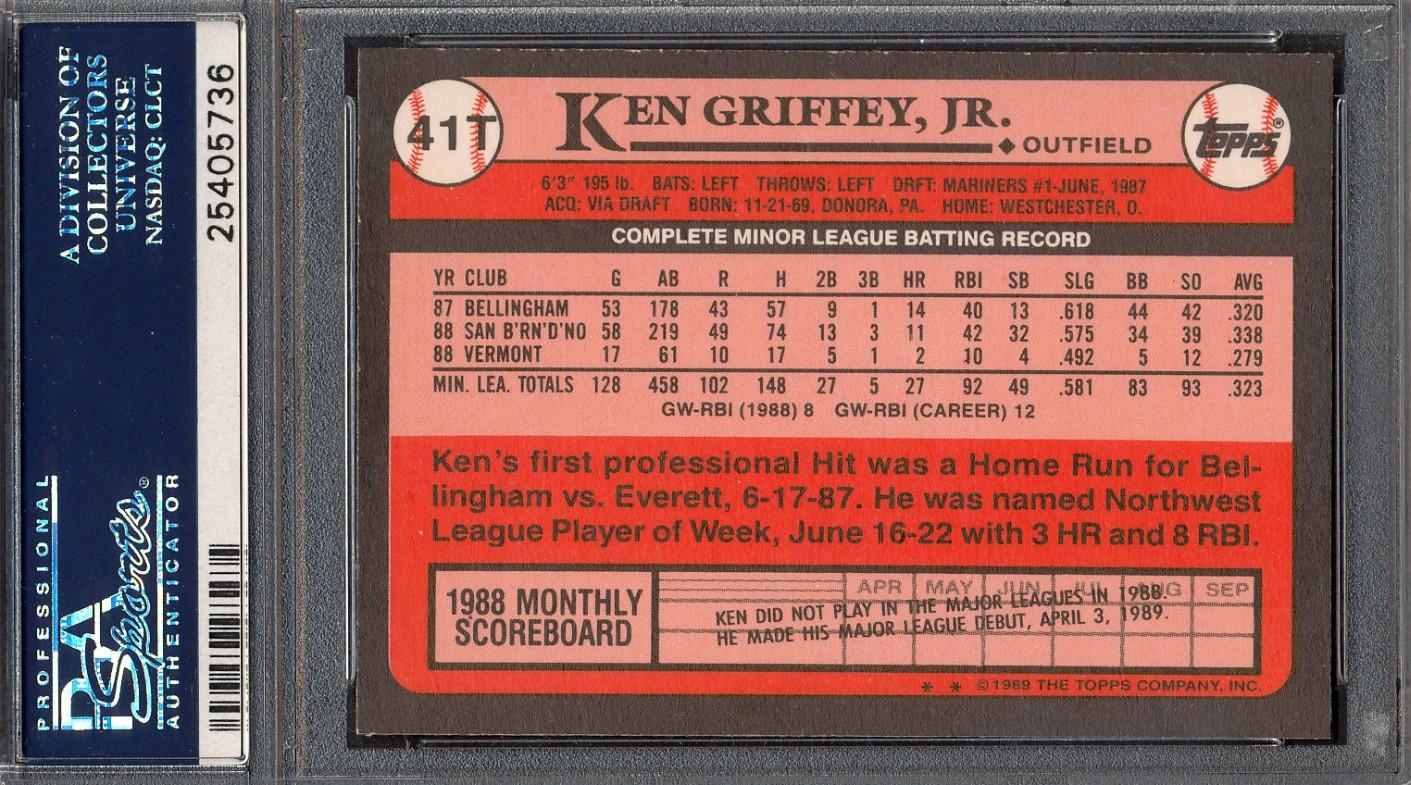 A DIVISION OF
COLLECTORS
UNIVERSE
NASDAQ: CLCT
25405736
PROFESSIONAL
PSA
Sports®
AUTHENTICATOR
41T
KEN GRIFFEY, JR.
◆ OUTFIELD
Topps®
6'3" 195 lb. BATS: LEFT THROWS: LEFT DRFT: MARINERS #1-JUNE, 1987
ACQ: VIA DRAFT BORN: 11-21-69, DONORA, PA. HOME: WESTCHESTER, O.
COMPLETE MINOR LEAGUE BATTING RECORD
YR CLUB G AB R H 2B 3B HR RBI SB SLG BB SO AVG
87 BELLINGHAM 53 178 43 57 9 1 14 40 13 .618 44 42 .320
88 SAN B'RN'D'NO 58 219 49 74 13 3 11 42 32 .575 34 39 .338
88 VERMONT 17 61 10 17 5 1 2 10 4 .492 5 12 .279
MIN. LEA. TOTALS 128 458 102 148 27 5 27 92 49 .581 83 93 .323
GW-RBI (1988) 8 GW-RBI (CAREER) 12
Ken's first professional Hit was a Home Run for Bel-
lingham vs. Everett, 6-17-87. He was named Northwest
League Player of Week, June 16-22 with 3 HR and 8 RBI.
1988 MONTHLY
SCOREBOARD
APR MAY JUN JUL AUG SEP
KEN DID NOT PLAY IN THE MAJOR LEAGUES IN 1988.
HE MADE HIS MAJOR LEAGUE DEBUT, APRIL 3, 1989.
* * © 1989 THE TOPPS COMPANY, INC.